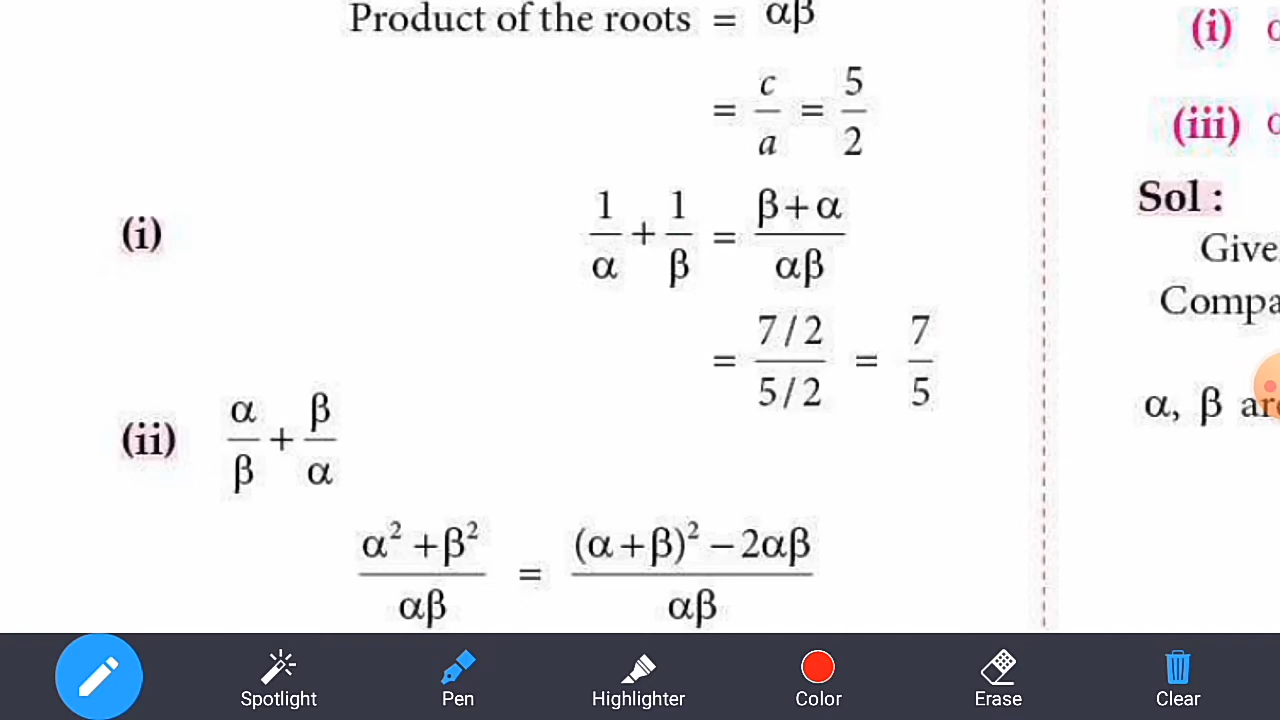 Product of the roots = αβ
= c/a = 5/2
(i) 1/α + 1/β = β+α/αβ
= 7/2/5/2 = 7/5
(ii) α/β + β/α
α² + β²/αβ = (α+β)² − 2αβ/αβ
(i)
(iii)
Sol :
Give
Compa
α, β are
Spotlight
Pen
Highlighter
Color
Erase
Clear